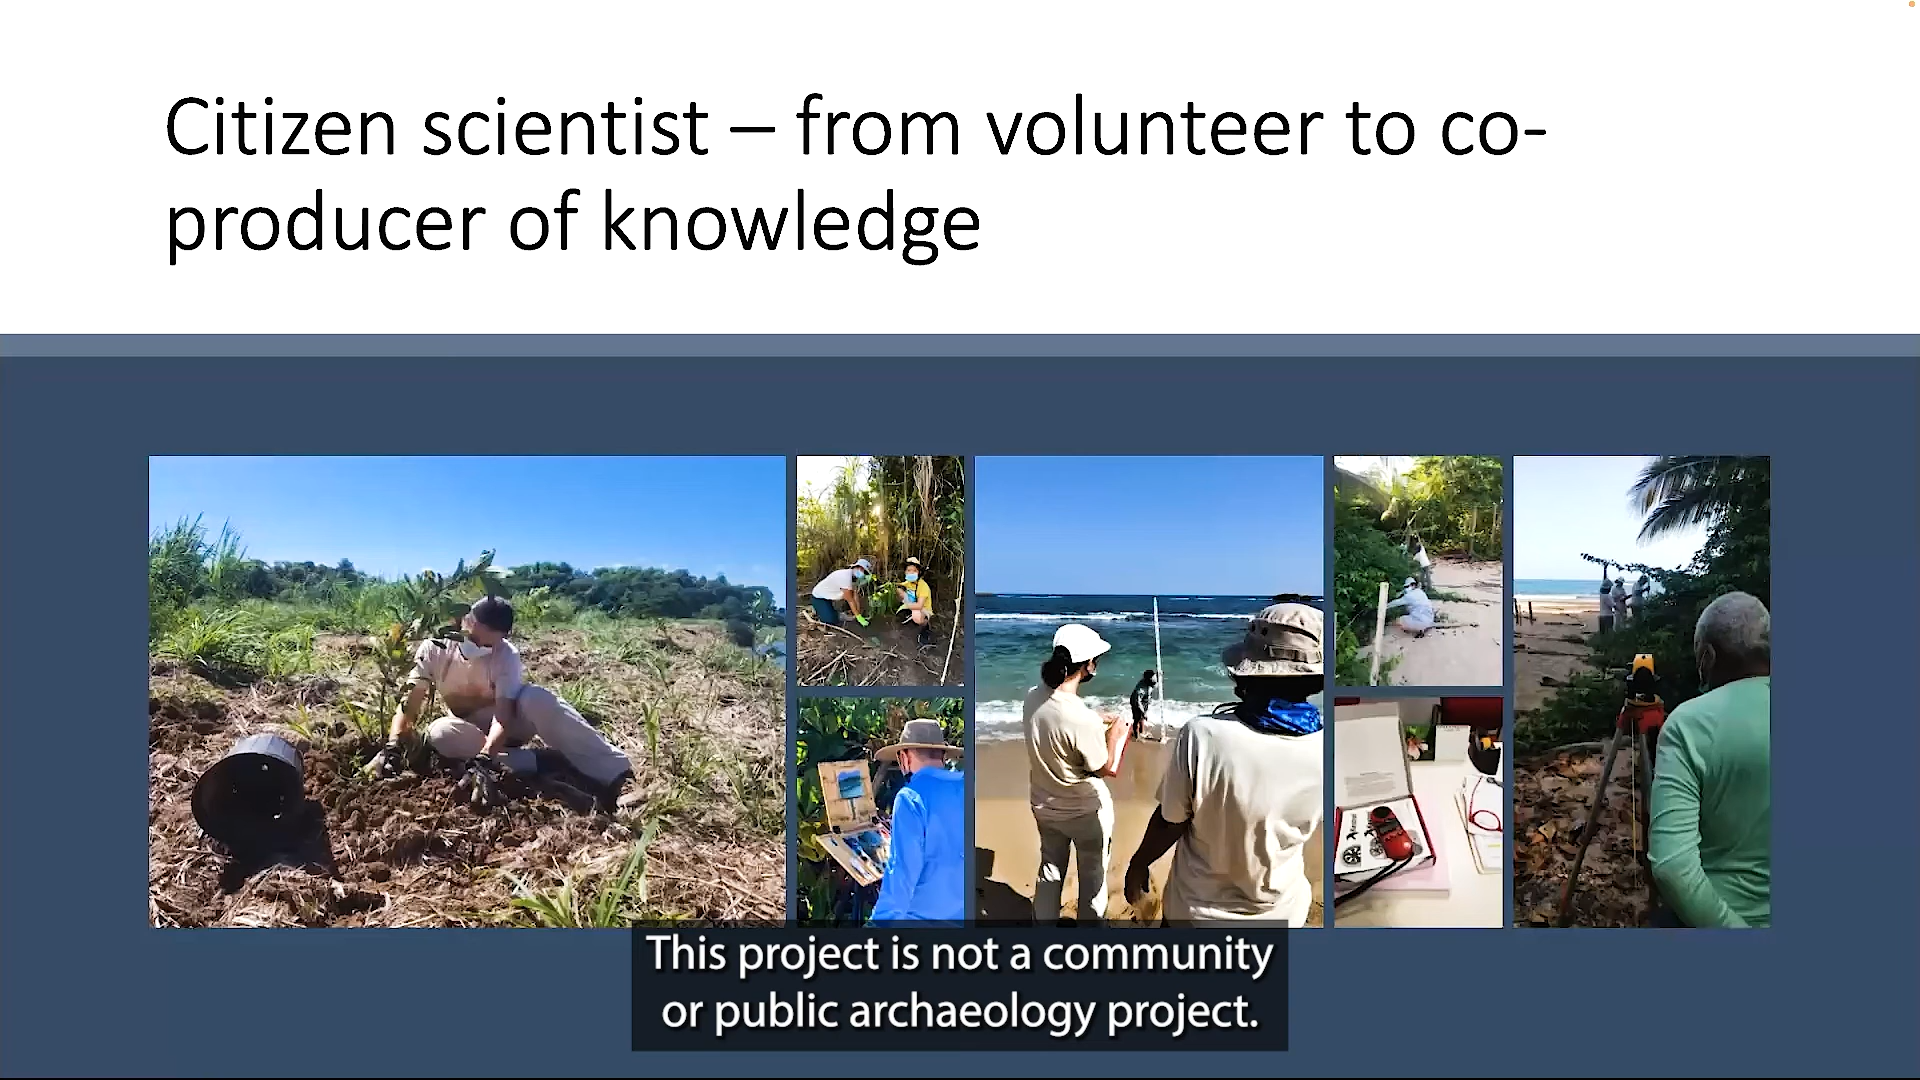 Citizen scientist – from volunteer to co-
producer of knowledge
This project is not a community
or public archaeology project.